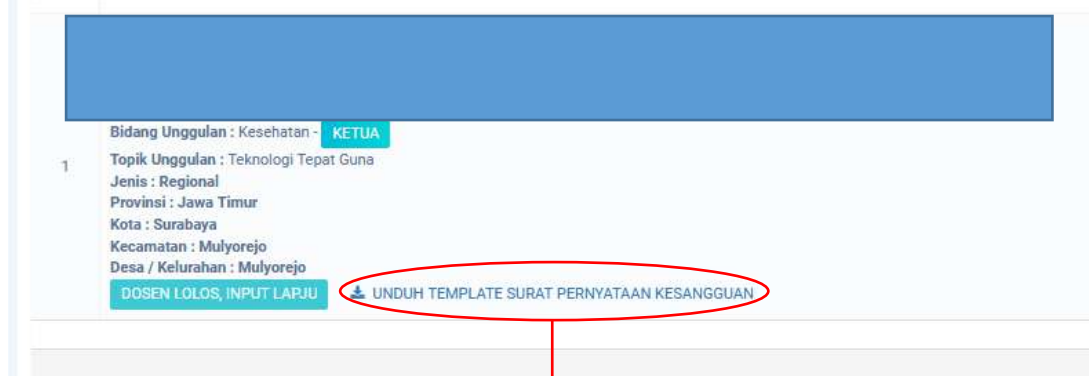 Bidang Unggulan : Kesehatan - KETUA
1
Topik Unggulan : Teknologi Tepat Guna
Jenis : Regional
Provinsi : Jawa Timur
Kota : Surabaya
Kecamatan : Mulyorejo
Desa / Kelurahan : Mulyorejo
DOSEN LOLOS, INPUT LAPJU UNDUH TEMPLATE SURAT PERNYATAAN KESANGGUAN